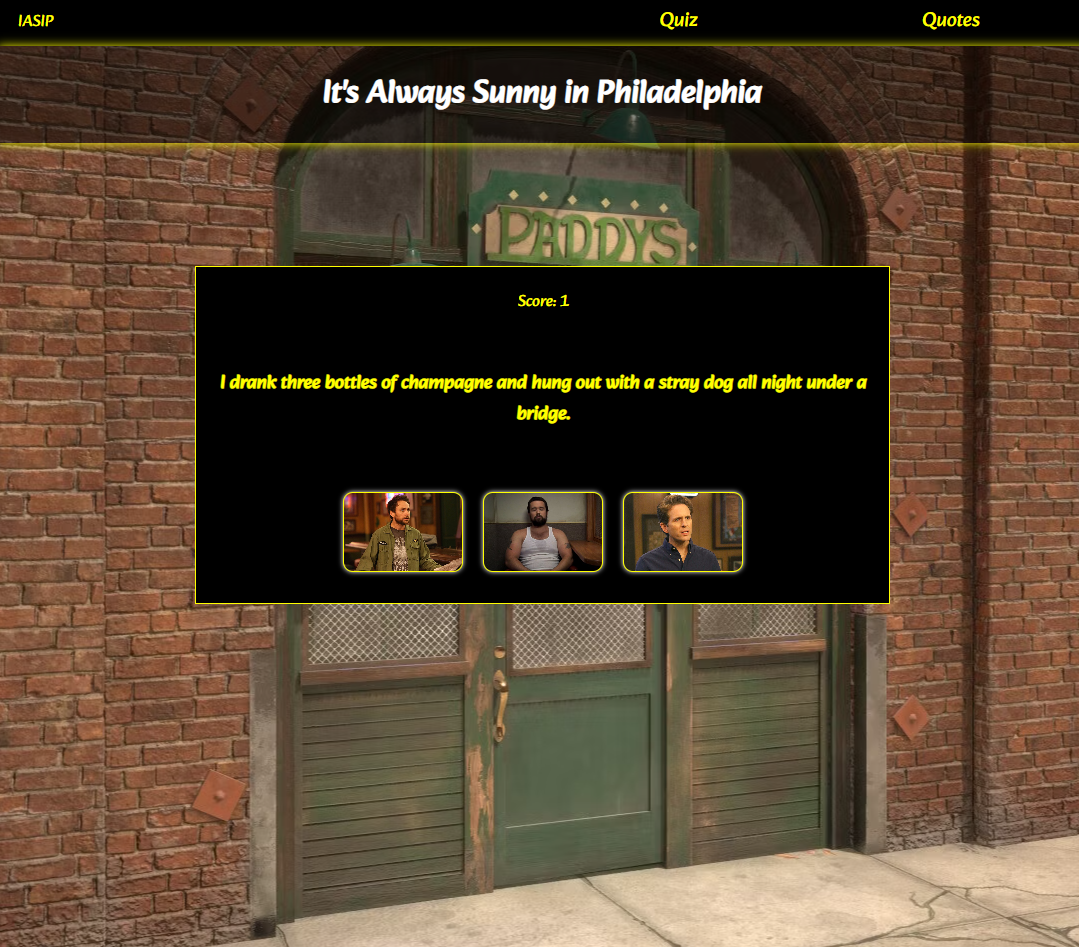 IASIP
Quiz
Quotes
It's Always Sunny in Philadelphia
PADDYS
Score: 1
I drank three bottles of champagne and hung out with a stray dog all night under a
bridge.